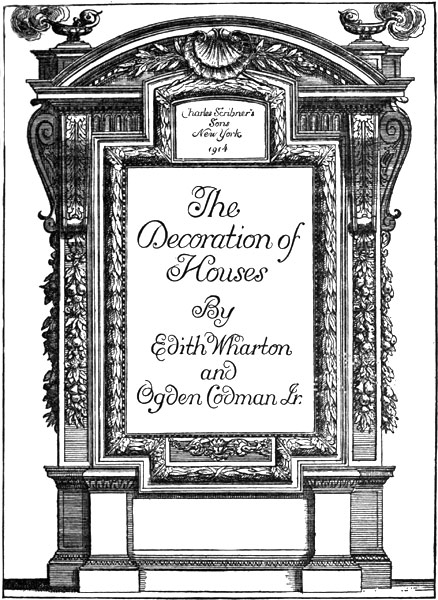 Charles Scribner's
Sons
New York
1914
The
Decoration of
Houses
By
Edith Wharton
and
Ogden Codman Jr.